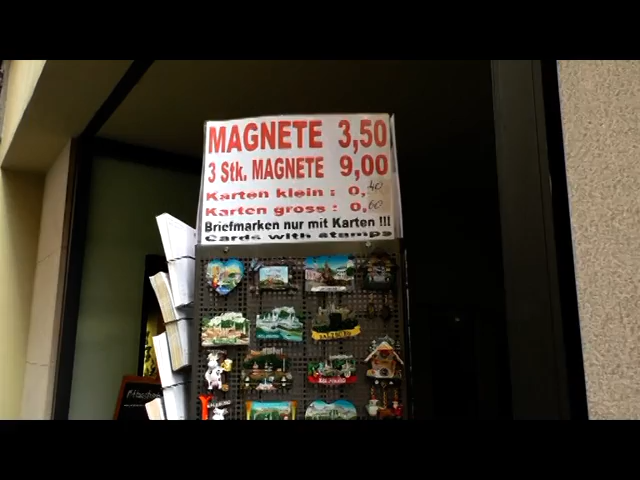 MAGNETE 3,50
3 Stk. MAGNETE 9,00
Karten klein : 0,40
Karten gross : 0,60
Briefmarken nur mit Karten !!!
Cards with stamps
SALZBURG